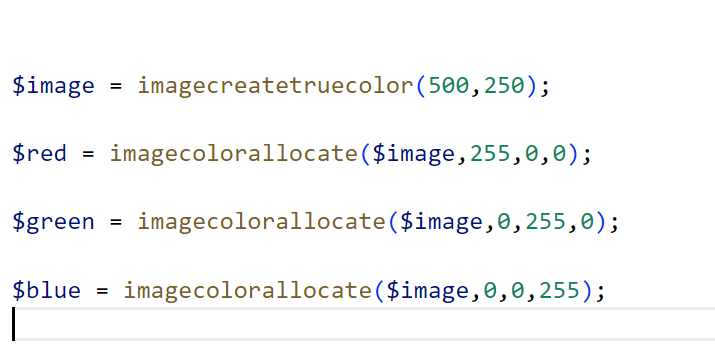 $image = imagecreatetruecolor(500,250);
$red = imagecolorallocate($image,255,0,0);
$green = imagecolorallocate($image,0,255,0);
$blue = imagecolorallocate($image,0,0,255);